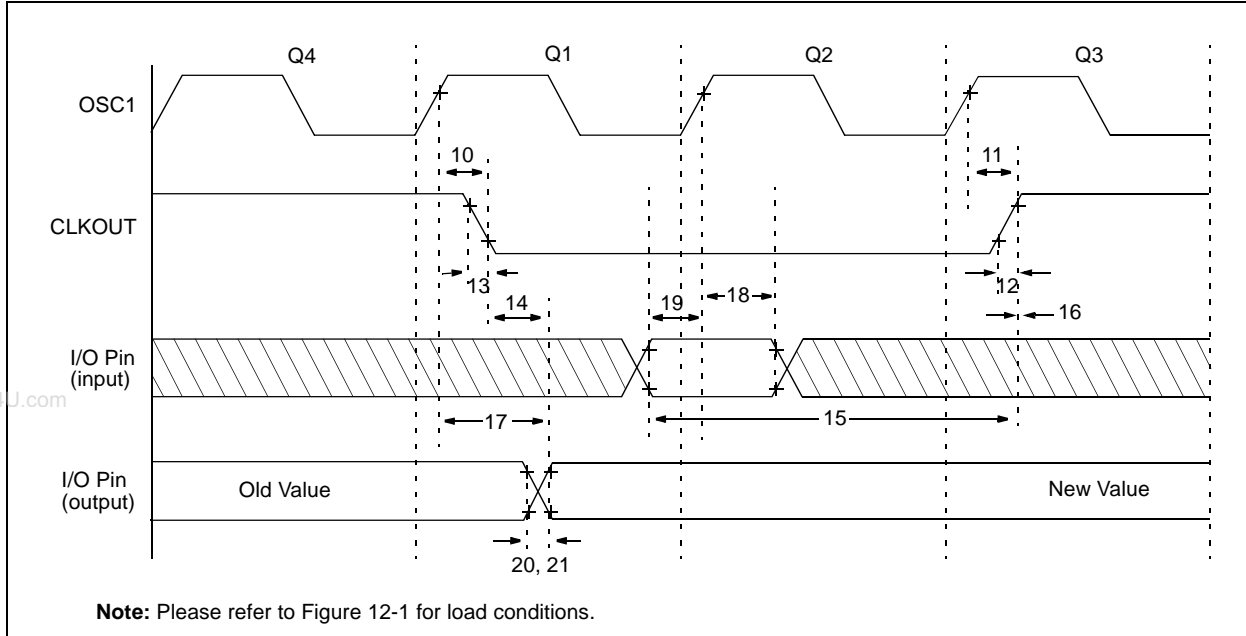 Q4 Q1 Q2 Q3
OSC1
10 11
CLKOUT
13 12
14 19 18 16
I/O Pin
(input)
U.com
17 15
I/O Pin
(output)
Old Value New Value
20, 21
Note: Please refer to Figure 12-1 for load conditions.